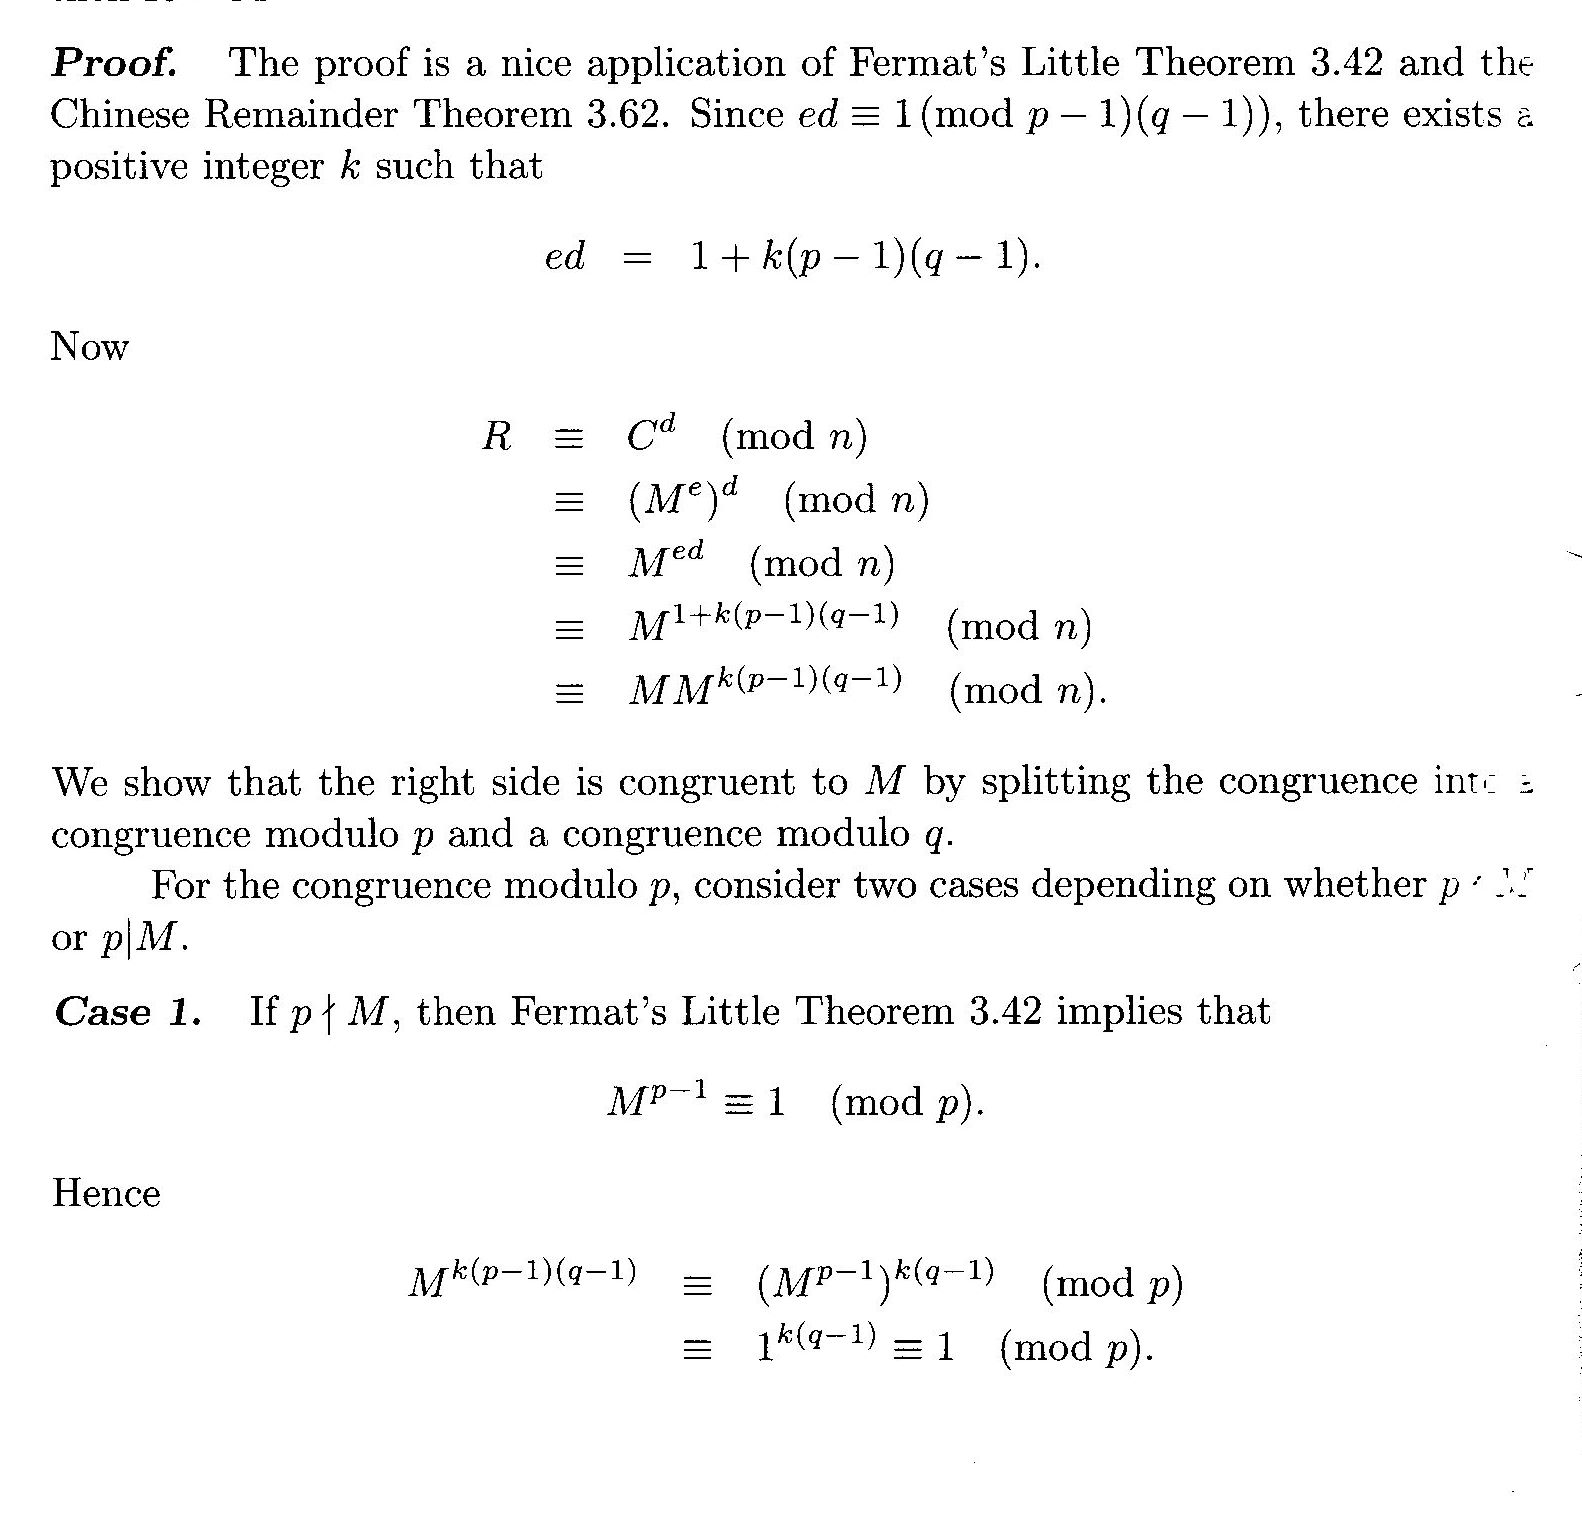 Proof. The proof is a nice application of Fermat's Little Theorem 3.42 and the
Chinese Remainder Theorem 3.62. Since ed ≡ 1 (mod p − 1)(q − 1)), there exists a
positive integer k such that
ed = 1 + k(p − 1)(q − 1).
Now
R ≡ C^d (mod n)
≡ (M^e)^d (mod n)
≡ M^{ed} (mod n)
≡ M^{1+k(p−1)(q−1)} (mod n)
≡ MM^{k(p−1)(q−1)} (mod n).
We show that the right side is congruent to M by splitting the congruence
congruence modulo p and a congruence modulo q.
For the congruence modulo p, consider two cases depending on whether p
or p|M.
Case 1. If p ∤ M, then Fermat's Little Theorem 3.42 implies that
M^{p−1} ≡ 1 (mod p).
Hence
M^{k(p−1)(q−1)} ≡ (M^{p−1})^{k(q−1)} (mod p)
≡ 1^{k(q−1)} ≡ 1 (mod p).